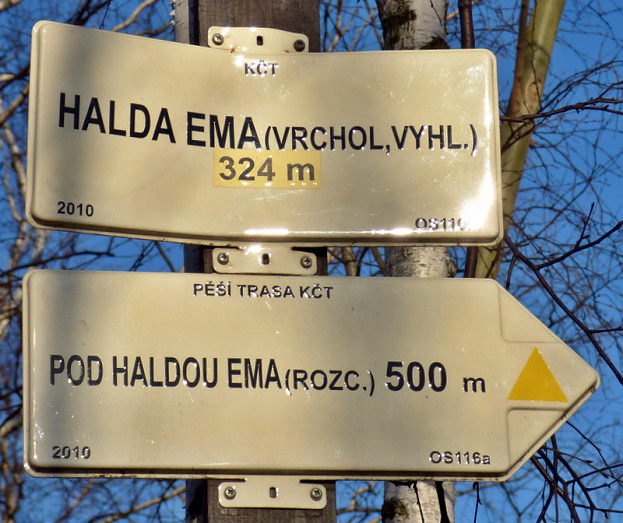 KČT
HALDA EMA(VRCHOL,VYHL.)
324 m
2010
PĚŠÍ TRASA KČT
POD HALDOU EMA(ROZC.) 500 m
2010 OS116a